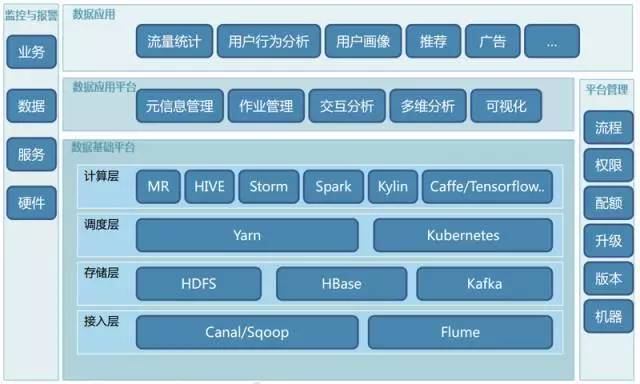 监控与报警
业务
数据
服务
硬件
数据应用
流量统计 用户行为分析 用户画像 推荐 广告 ...
数据应用平台
元信息管理 作业管理 交互分析 多维分析 可视化
数据基础平台
计算层 MR HIVE Storm Spark Kylin Caffe/Tensorflow..
调度层 Yarn Kubernetes
存储层 HDFS HBase Kafka
接入层 Canal/Sqoop Flume
平台管理
流程
权限
配额
升级
版本
机器